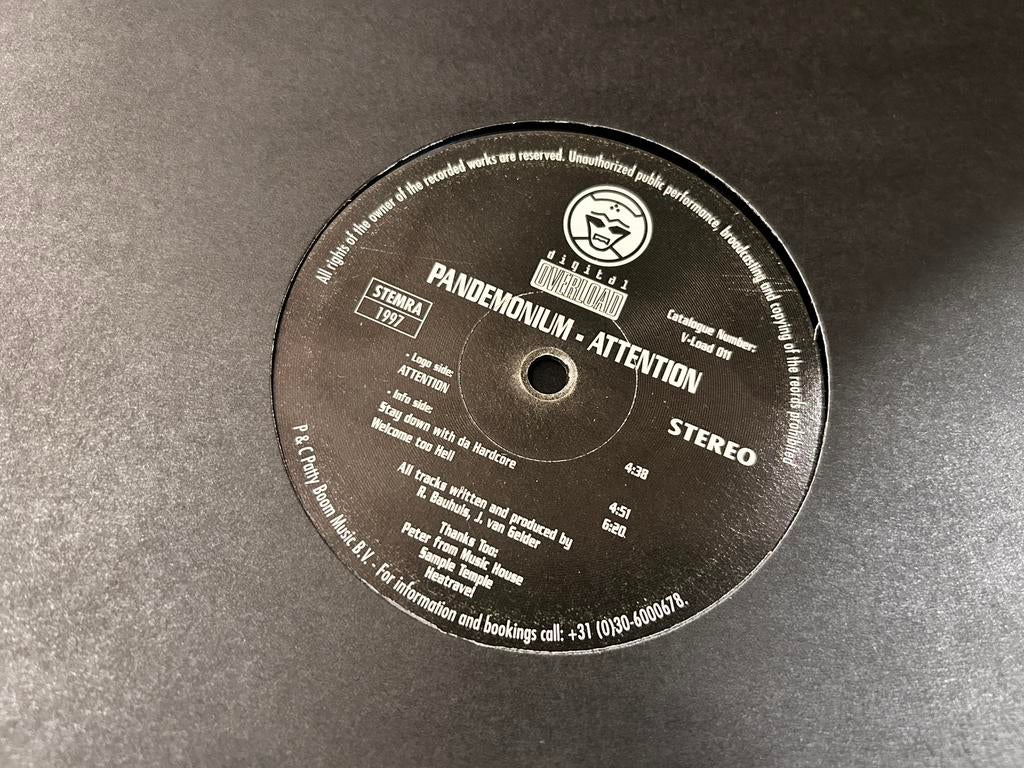 All rights of the owner of the recorded works are reserved. Unauthorized public performance, broadcasting and copying of the reords prohibited
digital
OVERLOAD
STEMRA
1997
PANDEMONIUM - ATTENTION
Catalogue Number:
V-Load 011
STEREO
- Logo side:
ATTENTION 4:38
- Info side:
Stay down with da Hardcore 4:51
Welcome too Hell 6:20
All tracks written and produced by
R. Bauhuis, J. van Gelder
Thanks Too:
Peter from Music House
Sample Temple
Neatravel
P & C Patty Boom Music B.V. - For information and bookings call: +31 (0)30-6000678.